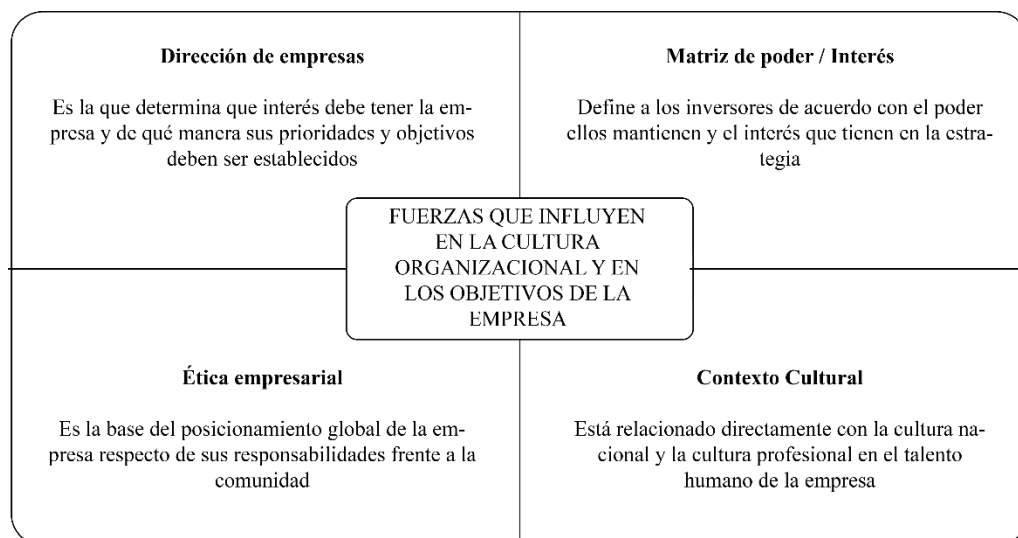 Dirección de empresas
Es la que determina que interés debe tener la em-
presa y de qué manera sus prioridades y objetivos
deben ser establecidos
Matriz de poder / Interés
Define a los inversores de acuerdo con el poder
ellos mantienen y el interés que tienen en la estra-
tegia
FUERZAS QUE INFLUYEN
EN LA CULTURA
ORGANIZACIONAL Y EN
LOS OBJETIVOS DE LA
EMPRESA
Ética empresarial
Es la base del posicionamiento global de la em-
presa respecto de sus responsabilidades frente a la
comunidad
Contexto Cultural
Está relacionado directamente con la cultura na-
cional y la cultura profesional en el talento
humano de la empresa